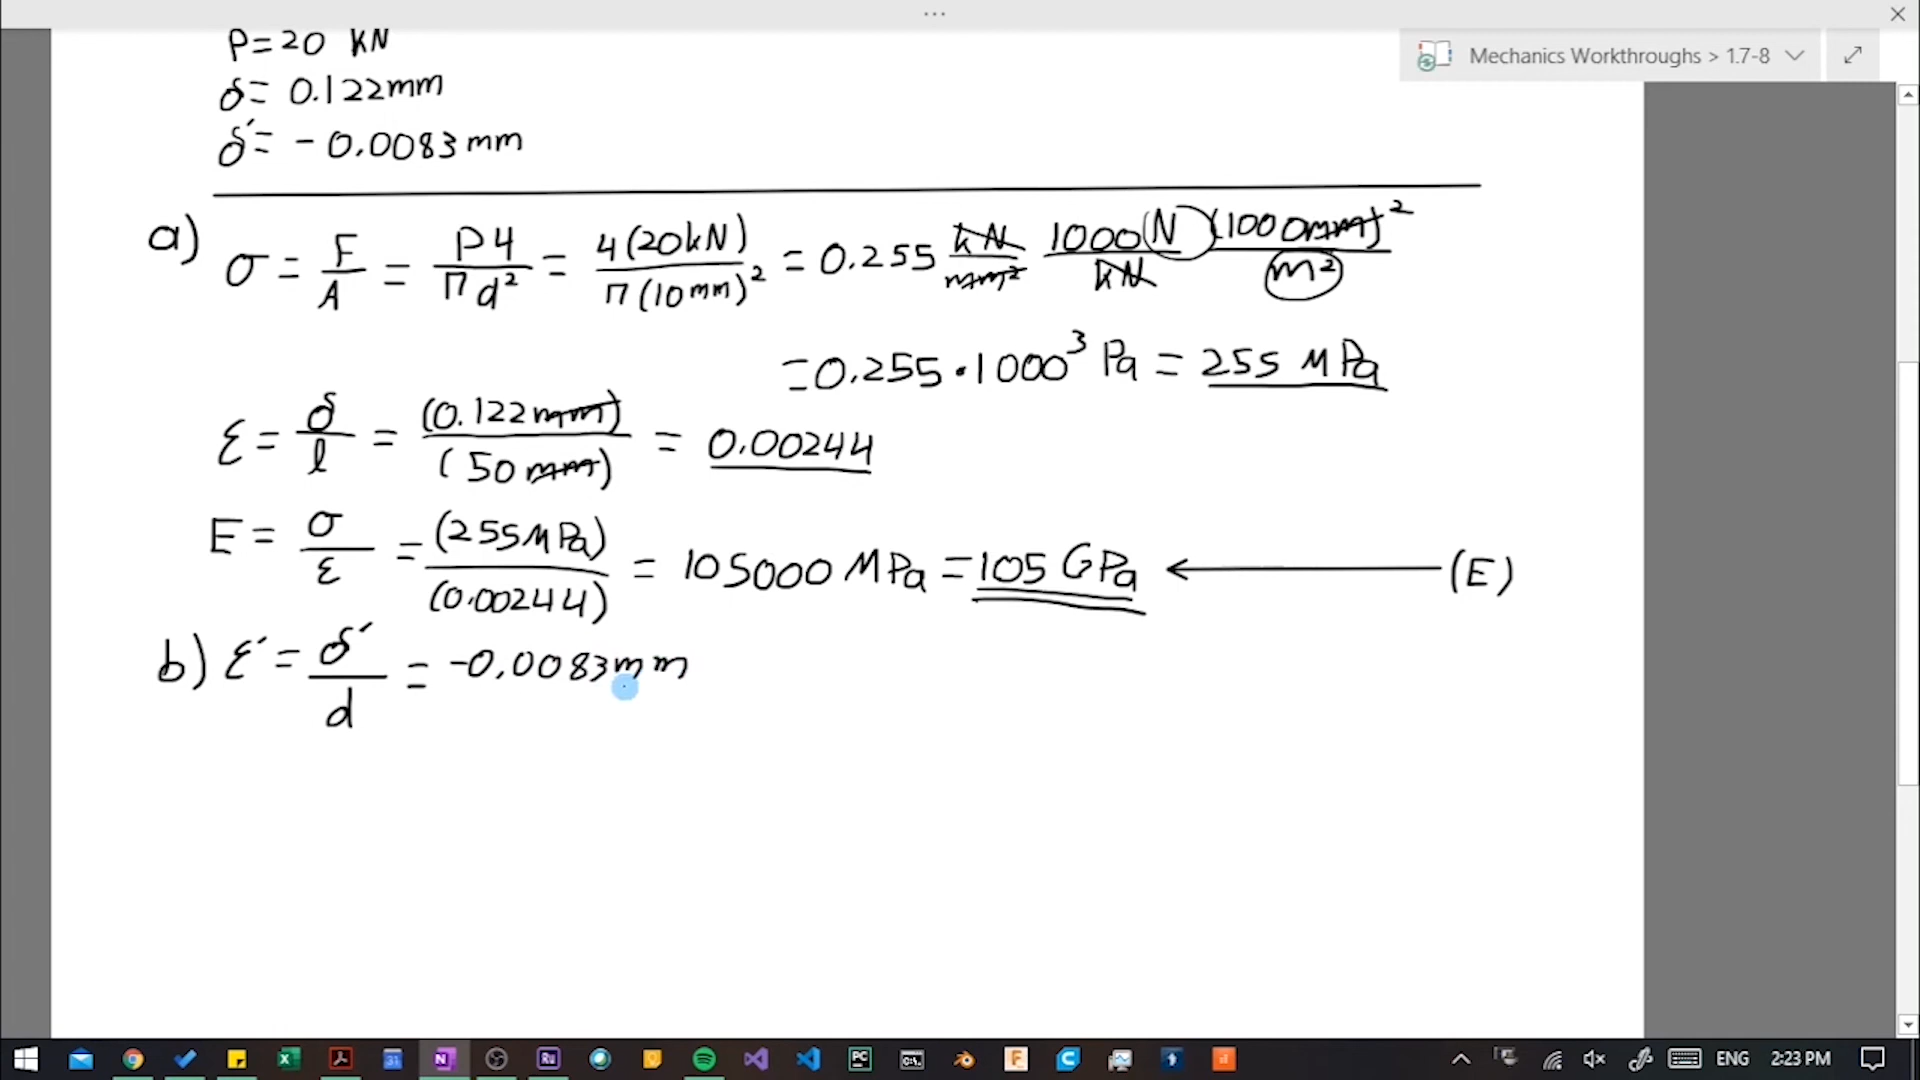 ...
Mechanics Workthroughs > 1.7-8
P = 20 kN
δ = 0.122mm
δ′ = -0.0083mm
a) σ = F/A = P4/πd² = 4(20kN)/π(10mm)² = 0.255 kN/mm² 1000N/kN (1000mm)²/m²
= 0.255 · 1000³ Pa = 255 MPa
ε = δ/l = (0.122mm)/(50mm) = 0.00244
E = σ/ε = (255MPa)/(0.00244) = 105000 MPa = 105 GPa ← (E)
b) ε′ = δ′/d = -0.0083mm
ENG 2:23 PM